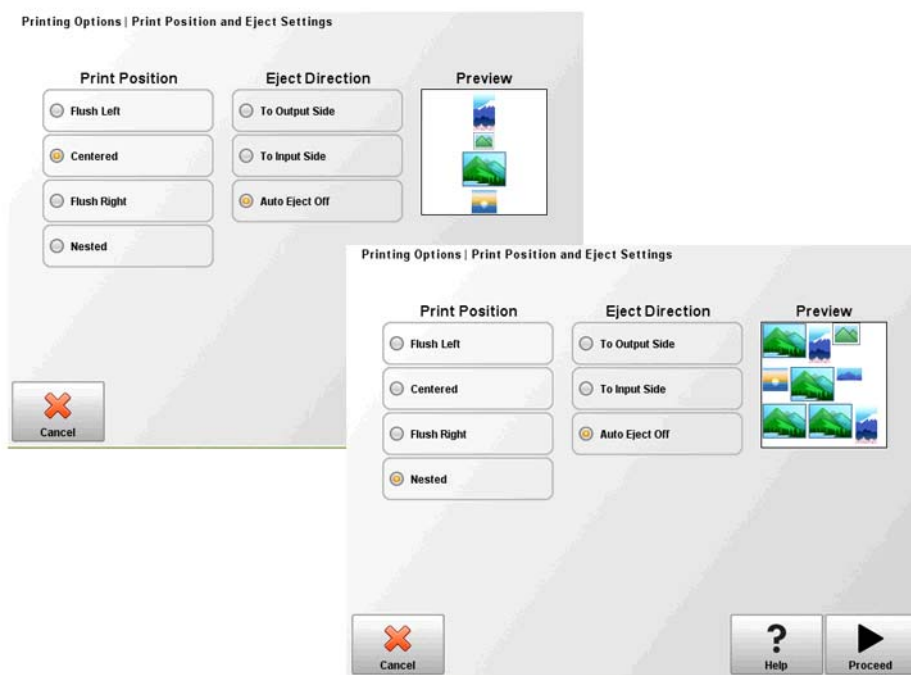 Printing Options | Print Position and Eject Settings
Print Position
Eject Direction
Preview
Flush Left
To Output Side
Centered
To Input Side
Flush Right
Auto Eject Off
Nested
Cancel
Printing Options | Print Position and Eject Settings
Print Position
Eject Direction
Preview
Flush Left
To Output Side
Centered
To Input Side
Flush Right
Auto Eject Off
Nested
Cancel
?
Help
Proceed